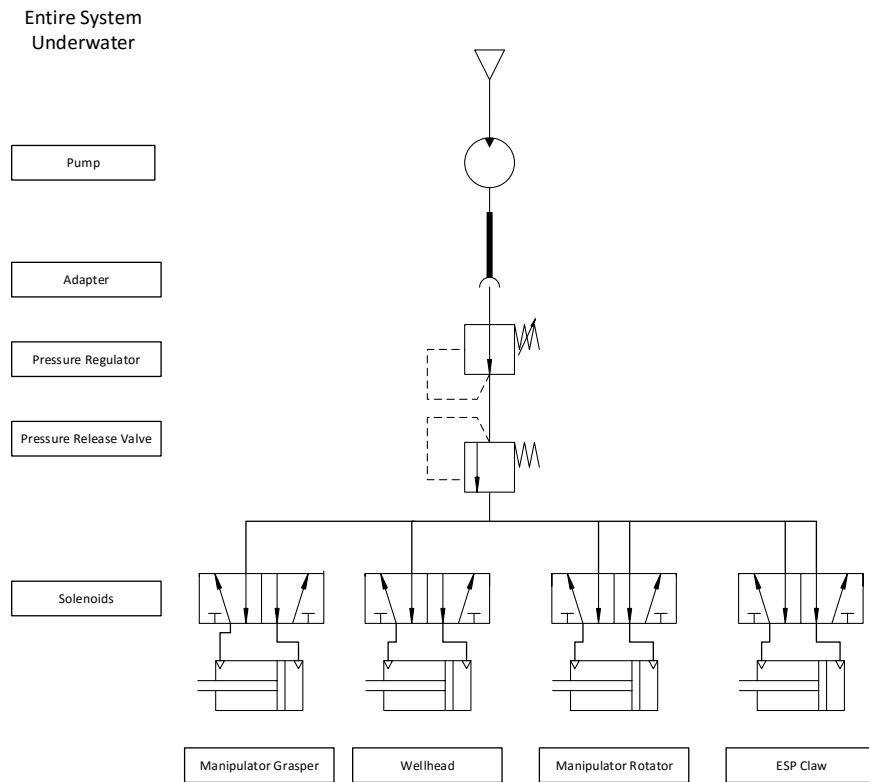 Entire System
Underwater
Pump
Adapter
Pressure Regulator
Pressure Release Valve
Solenoids
Manipulator Grasper
Wellhead
Manipulator Rotator
ESP Claw